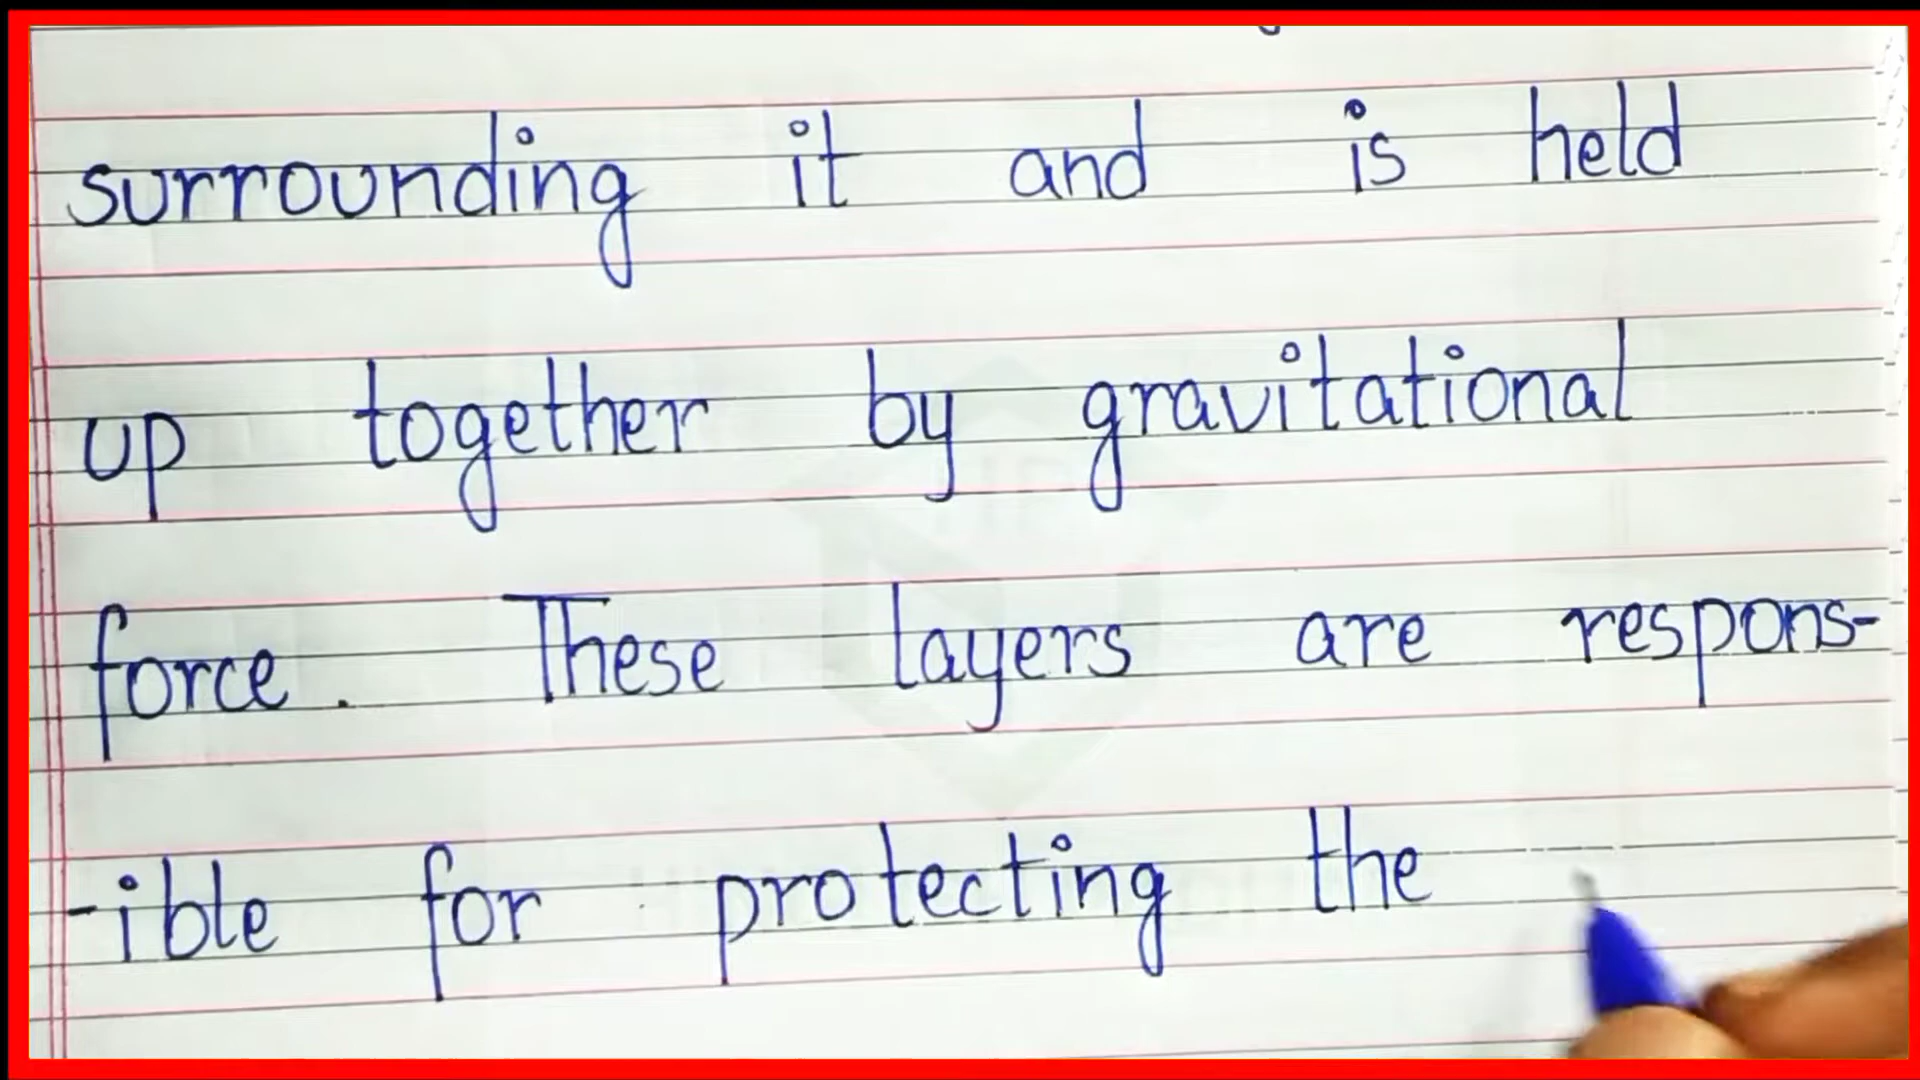 surrounding it and is held
up together by gravitational
force. These layers are respons-
-ible for protecting the